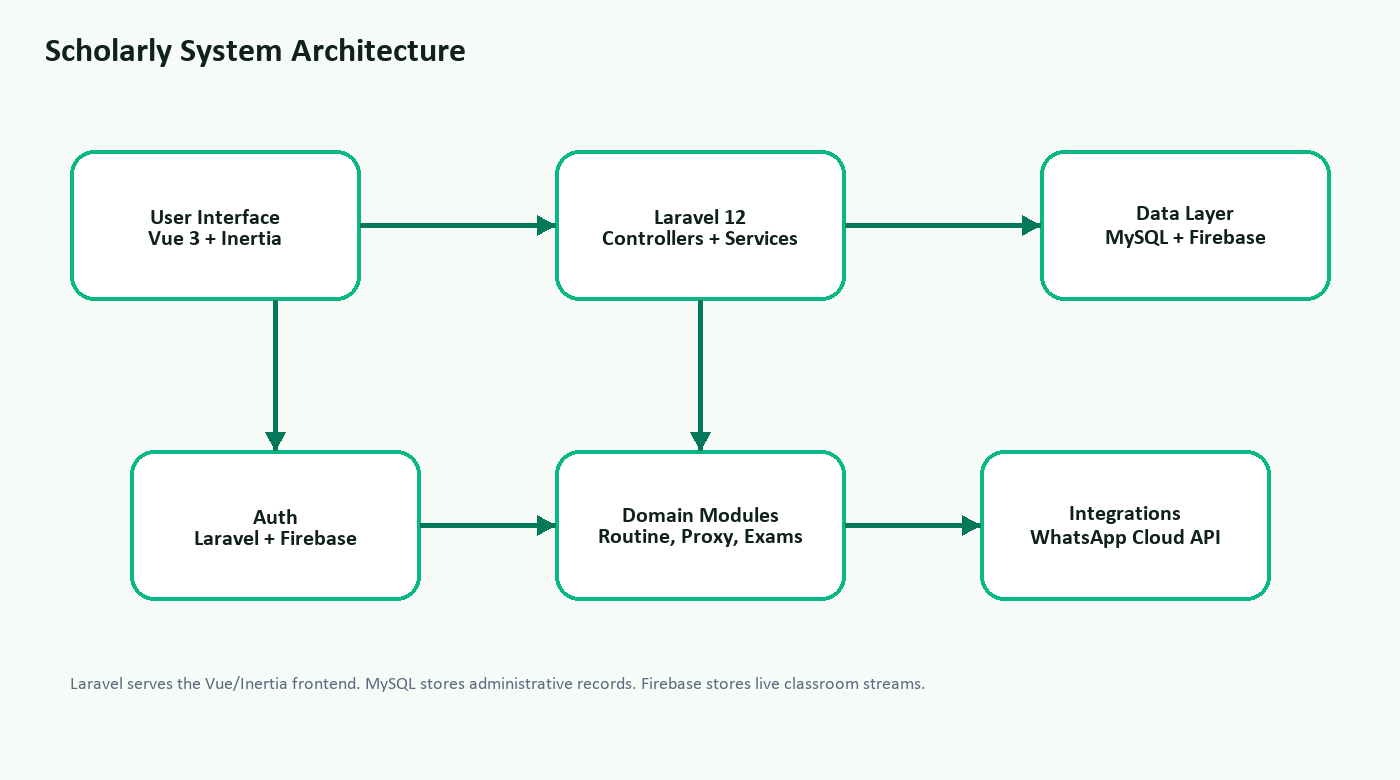 Scholarly System Architecture
User Interface
Vue 3 + Inertia
Laravel 12
Controllers + Services
Data Layer
MySQL + Firebase
Auth
Laravel + Firebase
Domain Modules
Routine, Proxy, Exams
Integrations
WhatsApp Cloud API
Laravel serves the Vue/Inertia frontend. MySQL stores administrative records. Firebase stores live classroom streams.